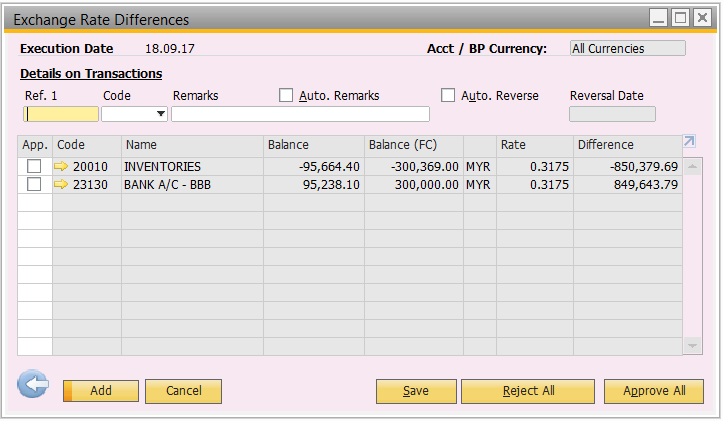 Exchange Rate Differences
Execution Date 18.09.17 Acct / BP Currency: All Currencies
Details on Transactions
Ref. 1 Code Remarks Auto. Remarks Auto. Reverse Reversal Date
App. Code Name Balance Balance (FC) Rate Difference
20010 INVENTORIES -95,664.40 -300,369.00 MYR 0.3175 -850,379.69
23130 BANK A/C - BBB 95,238.10 300,000.00 MYR 0.3175 849,643.79
Add Cancel Save Reject All Approve All